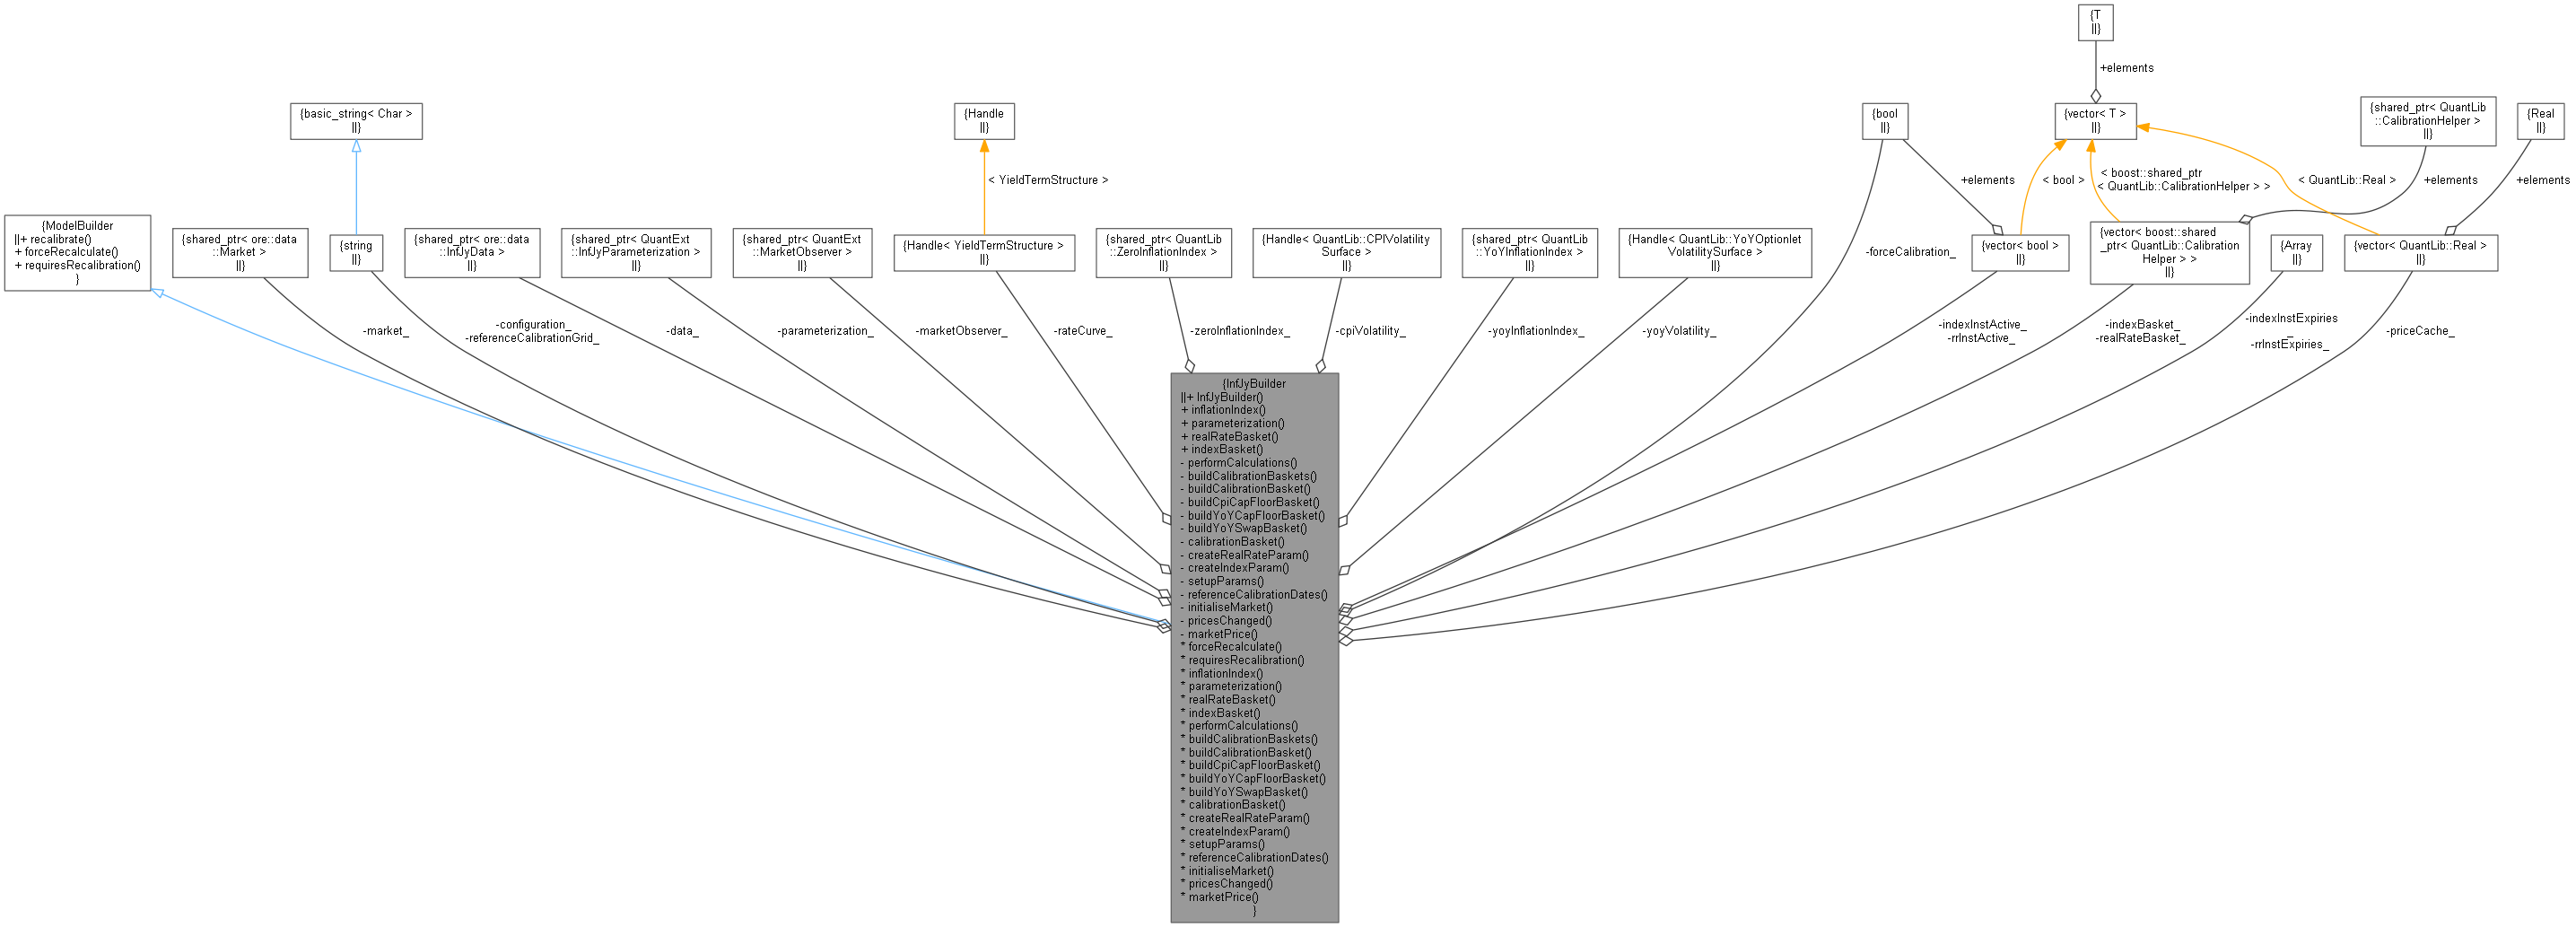 {T
||}
+elements
{basic_string< Char >
||}
{Handle
||}
{bool
||}
{vector< T >
||}
{shared_ptr< QuantLib
::CalibrationHelper >
||}
{Real
||}
< YieldTermStructure >
+elements
< bool >
< boost::shared_ptr
< QuantLib::CalibrationHelper > >
< QuantLib::Real >
+elements
+elements
{ModelBuilder
||+ recalibrate()
+ forceRecalculate()
+ requiresRecalibration()
}
{shared_ptr< ore::data
::Market >
||}
{string
||}
{shared_ptr< ore::data
::InfJyData >
||}
{shared_ptr< QuantExt
::InfJyParameterization >
||}
{shared_ptr< QuantExt
::MarketObserver >
||}
{Handle< YieldTermStructure >
||}
{shared_ptr< QuantLib
::ZeroInflationIndex >
||}
{Handle< QuantLib::CPIVolatility
Surface >
||}
{shared_ptr< QuantLib
::YoYInflationIndex >
||}
{Handle< QuantLib::YoYOptionlet
VolatilitySurface >
||}
-forceCalibration_
{vector< bool >
||}
{vector< boost::shared
_ptr< QuantLib::Calibration
Helper > >
||}
{Array
||}
{vector< QuantLib::Real >
||}
-market_
-configuration_
-referenceCalibrationGrid_
-data_
-parameterization_
-marketObserver_
-rateCurve_
-zeroInflationIndex_
-cpiVolatility_
-yoyInflationIndex_
-yoyVolatility_
-indexInstActive_
-rrInstActive_
-indexBasket_
-realRateBasket_
-indexInstExpiries
_
-rrInstExpiries_
-priceCache_
{InfJyBuilder
||+ InfJyBuilder()
+ inflationIndex()
+ parameterization()
+ realRateBasket()
+ indexBasket()
- performCalculations()
- buildCalibrationBaskets()
- buildCalibrationBasket()
- buildCpiCapFloorBasket()
- buildYoYCapFloorBasket()
- buildYoYSwapBasket()
- calibrationBasket()
- createRealRateParam()
- createIndexParam()
- setupParams()
- referenceCalibrationDates()
- initialiseMarket()
- pricesChanged()
- marketPrice()
* forceRecalculate()
* requiresRecalibration()
* inflationIndex()
* parameterization()
* realRateBasket()
* indexBasket()
* performCalculations()
* buildCalibrationBaskets()
* buildCalibrationBasket()
* buildCpiCapFloorBasket()
* buildYoYCapFloorBasket()
* buildYoYSwapBasket()
* calibrationBasket()
* createRealRateParam()
* createIndexParam()
* setupParams()
* referenceCalibrationDates()
* initialiseMarket()
* pricesChanged()
* marketPrice()
}